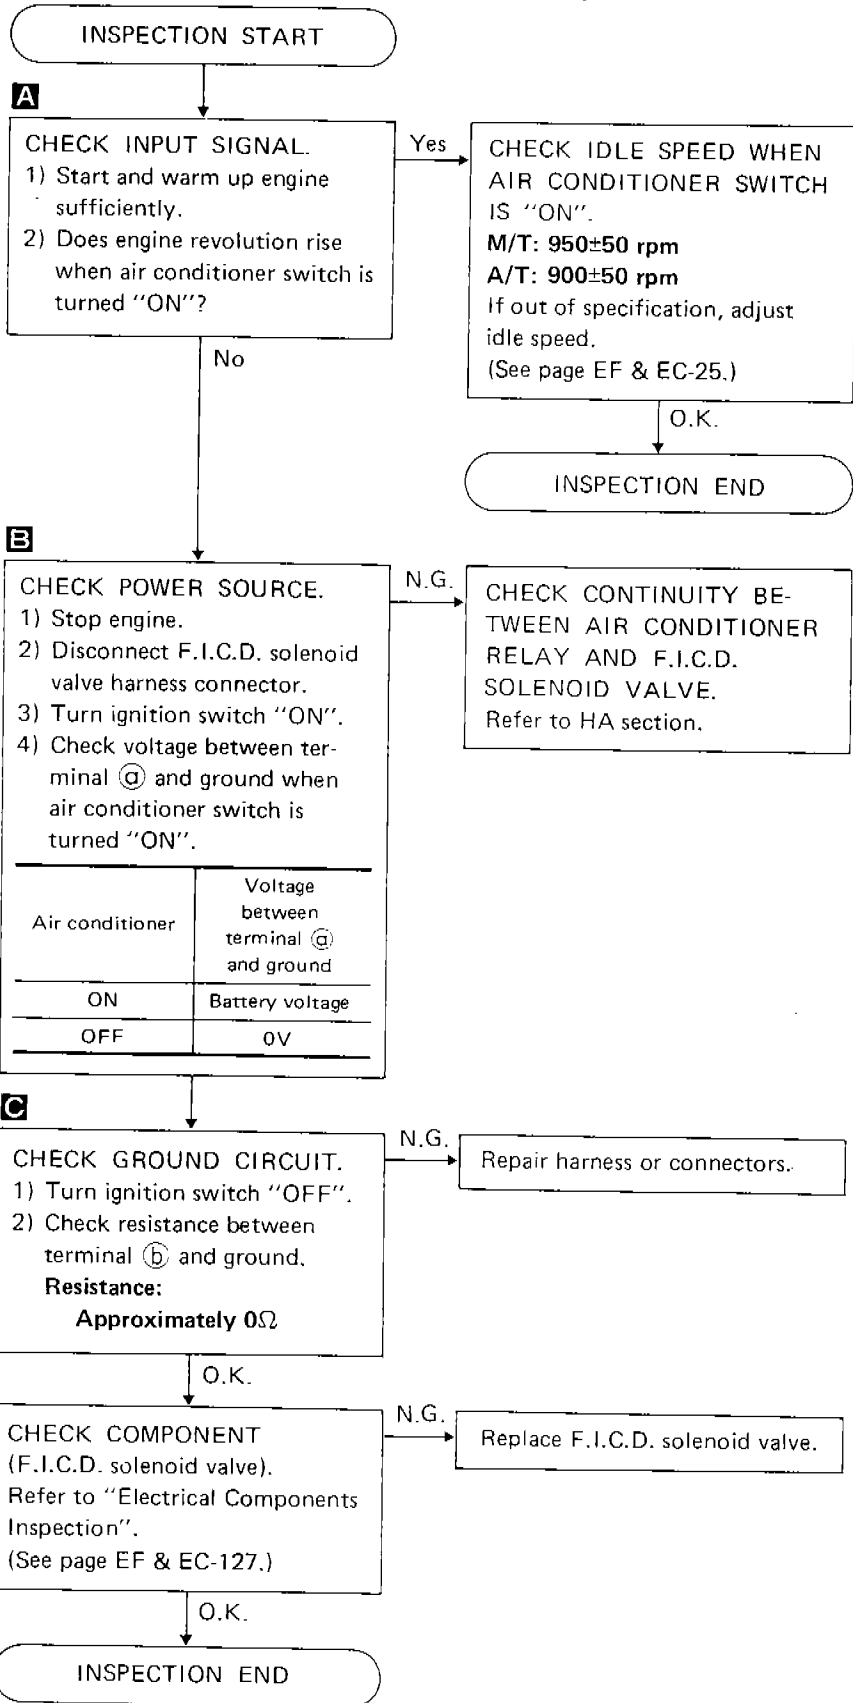 INSPECTION START
A
CHECK INPUT SIGNAL.
1) Start and warm up engine
sufficiently.
2) Does engine revolution rise
when air conditioner switch is
turned "ON"?
Yes
CHECK IDLE SPEED WHEN
AIR CONDITIONER SWITCH
IS "ON".
M/T: 950±50 rpm
A/T: 900±50 rpm
If out of specification, adjust
idle speed.
(See page EF & EC-25.)
No
O.K.
INSPECTION END
B
CHECK POWER SOURCE.
1) Stop engine.
2) Disconnect F.I.C.D. solenoid
valve harness connector.
3) Turn ignition switch "ON".
4) Check voltage between ter-
minal ⓐ and ground when
air conditioner switch is
turned "ON".
Air conditioner
Voltage
between
terminal ⓐ
and ground
ON Battery voltage
OFF 0V
N.G.
CHECK CONTINUITY BE-
TWEEN AIR CONDITIONER
RELAY AND F.I.C.D.
SOLENOID VALVE.
Refer to HA section.
C
CHECK GROUND CIRCUIT.
1) Turn ignition switch "OFF".
2) Check resistance between
terminal ⓑ and ground.
Resistance:
Approximately 0Ω
N.G.
Repair harness or connectors.
O.K.
CHECK COMPONENT
(F.I.C.D. solenoid valve).
Refer to "Electrical Components
Inspection".
(See page EF & EC-127.)
N.G.
Replace F.I.C.D. solenoid valve.
O.K.
INSPECTION END